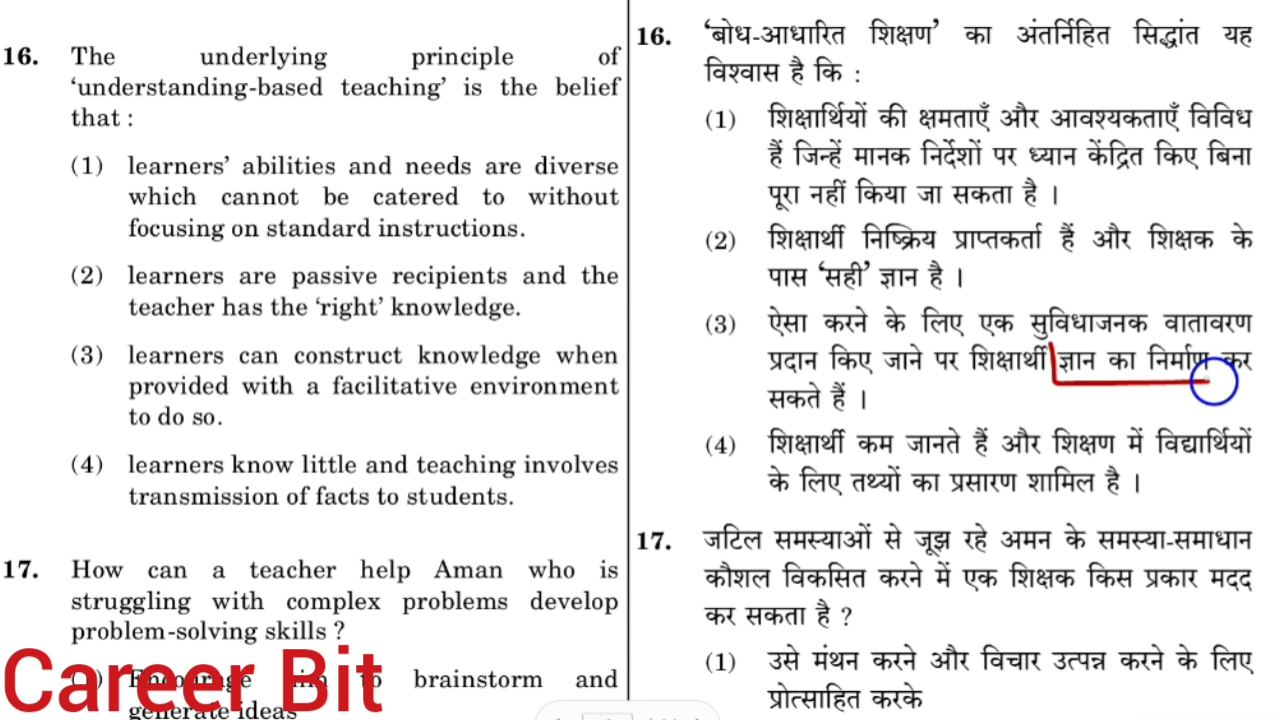 16. The underlying principle of
‘understanding-based teaching’ is the belief
that :
(1) learners’ abilities and needs are diverse
which cannot be catered to without
focusing on standard instructions.
(2) learners are passive recipients and the
teacher has the ‘right’ knowledge.
(3) learners can construct knowledge when
provided with a facilitative environment
to do so.
(4) learners know little and teaching involves
transmission of facts to students.
17. How can a teacher help Aman who is
struggling with complex problems develop
problem-solving skills ?
brainstorm and
generate ideas
Career Bit
16. ‘बोध-आधारित शिक्षण’ का अंतर्निहित सिद्धांत यह
विश्वास है कि :
(1) शिक्षार्थियों की क्षमताएँ और आवश्यकताएँ विविध
हैं जिन्हें मानक निर्देशों पर ध्यान केंद्रित किए बिना
पूरा नहीं किया जा सकता है ।
(2) शिक्षार्थी निष्क्रिय प्राप्तकर्ता हैं और शिक्षक के
पास ‘सही’ ज्ञान है ।
(3) ऐसा करने के लिए एक सुविधाजनक वातावरण
प्रदान किए जाने पर शिक्षार्थी ज्ञान का निर्माण कर
सकते हैं ।
(4) शिक्षार्थी कम जानते हैं और शिक्षण में विद्यार्थियों
के लिए तथ्यों का प्रसारण शामिल है ।
17. जटिल समस्याओं से जूझ रहे अमन के समस्या-समाधान
कौशल विकसित करने में एक शिक्षक किस प्रकार मदद
कर सकता है ?
(1) उसे मंथन करने और विचार उत्पन्न करने के लिए
प्रोत्साहित करके